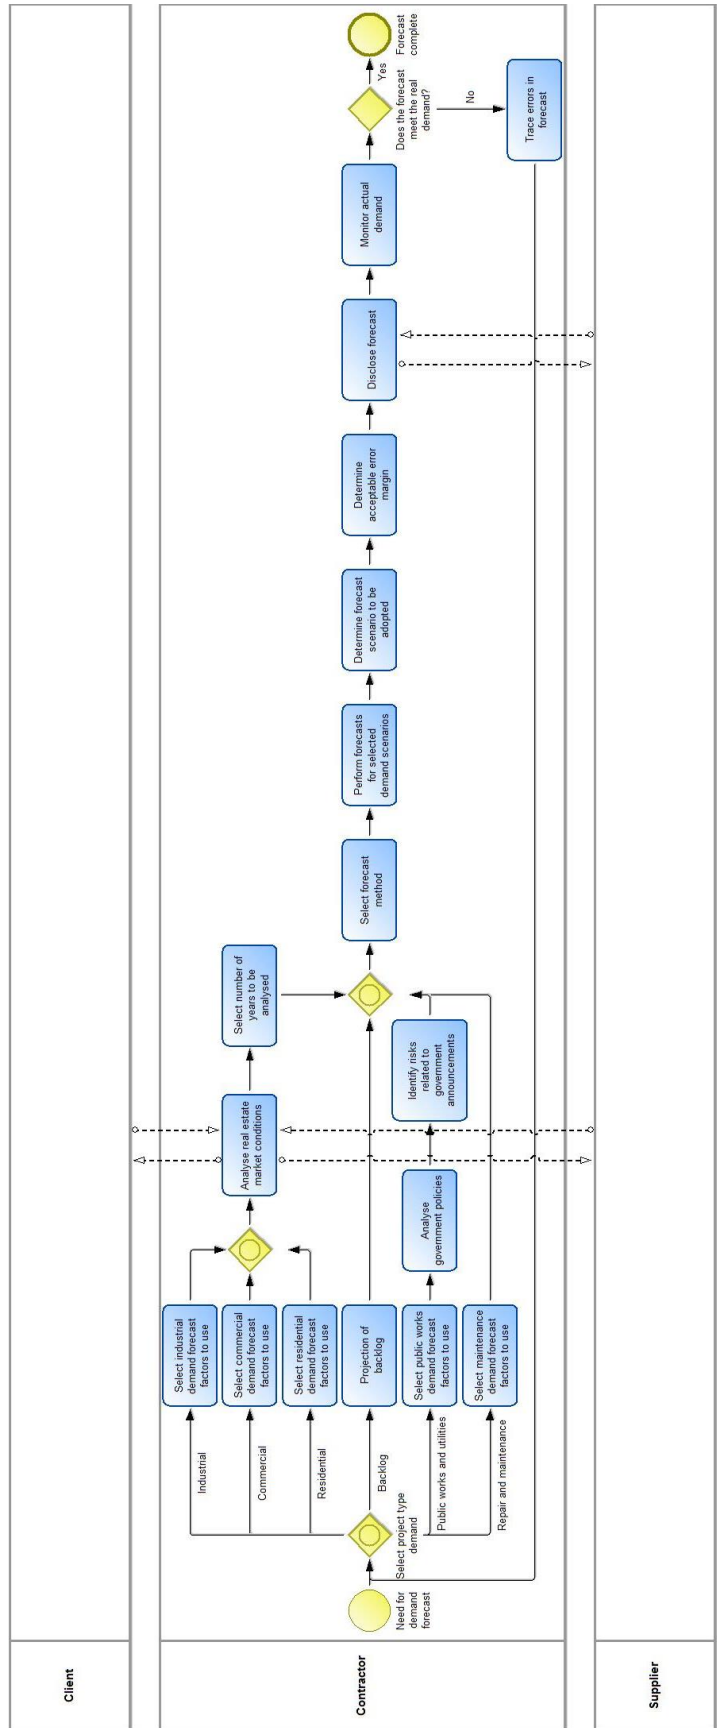 Client
Contractor
Supplier
Need for
demand
forecast
Select project type
demand
Industrial
Commercial
Residential
Backlog
Public works and utilities
Repair and maintenance
Select industrial
demand forecast
factors to use
Select commercial
demand forecast
factors to use
Select residential
demand forecast
factors to use
Projection of
backlog
Select public works
demand forecast
factors to use
Select maintenance
demand forecast
factors to use
Analyse real estate
market conditions
Analyse
government policies
Select number of
years to be
analysed
Identify risks
related to
government
announcements
Select forecast
method
Perform forecasts
for selected
demand scenarios
Determine forecast
scenario to be
adopted
Determine
acceptable error
margin
Disclose forecast
Monitor actual
demand
Does the forecast
meet the real
demand?
Yes
No
Forecast
complete
Trace errors in
forecast